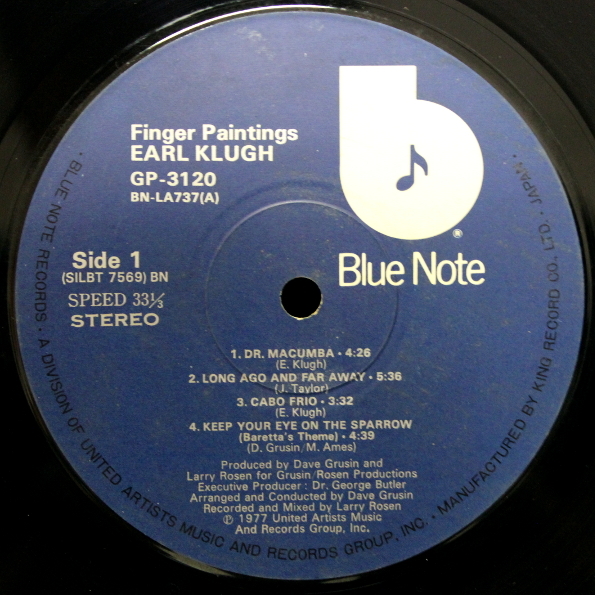 Finger Paintings
EARL KLUGH
GP-3120
BN-LA737(A)
b
®
Blue Note
Side 1
(SILBT 7569) BN
SPEED 33⅓
STEREO
1. DR. MACUMBA • 4:26
(E. Klugh)
2. LONG AGO AND FAR AWAY • 5:36
(J. Taylor)
3. CABO FRIO • 3:32
(E. Klugh)
4. KEEP YOUR EYE ON THE SPARROW
(Baretta's Theme) • 4:39
(D. Grusin/M. Ames)
Produced by Dave Grusin and
Larry Rosen for Grusin/Rosen Productions
Executive Producer : Dr. George Butler
Arranged and Conducted by Dave Grusin
Recorded and Mixed by Larry Rosen
℗ 1977 United Artists Music
And Records Group, Inc.
• BLUE NOTE RECORDS • A DIVISION OF UNITED ARTISTS MUSIC AND RECORDS GROUP, INC. • MANUFACTURED BY KING RECORD CO. LTD. • JAPAN •